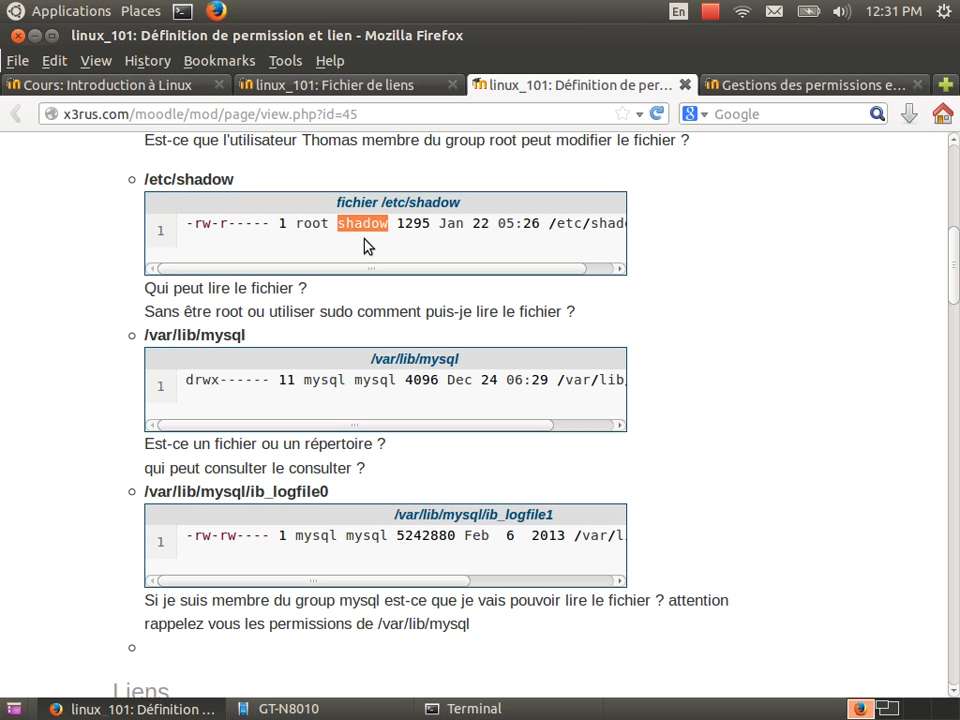 Applications Places En 12:31 PM
linux_101: Définition de permission et lien - Mozilla Firefox
File Edit View History Bookmarks Tools Help
Cours: Introduction à Linux linux_101: Fichier de liens linux_101: Définition de per... Gestions des permissions e...
x3rus.com/moodle/mod/page/view.php?id=45 Google
Est-ce que l'utilisateur Thomas membre du group root peut modifier le fichier ?
/etc/shadow
fichier /etc/shadow
1 -rw-r----- 1 root shadow 1295 Jan 22 05:26 /etc/shado
Qui peut lire le fichier ?
Sans être root ou utiliser sudo comment puis-je lire le fichier ?
/var/lib/mysql
/var/lib/mysql
1 drwx------ 11 mysql mysql 4096 Dec 24 06:29 /var/lib/
Est-ce un fichier ou un répertoire ?
qui peut consulter le consulter ?
/var/lib/mysql/ib_logfile0
/var/lib/mysql/ib_logfile1
1 -rw-rw---- 1 mysql mysql 5242880 Feb 6 2013 /var/l
Si je suis membre du group mysql est-ce que je vais pouvoir lire le fichier ? attention
rappelez vous les permissions de /var/lib/mysql
Liens
linux_101: Définition ... GT-N8010 Terminal